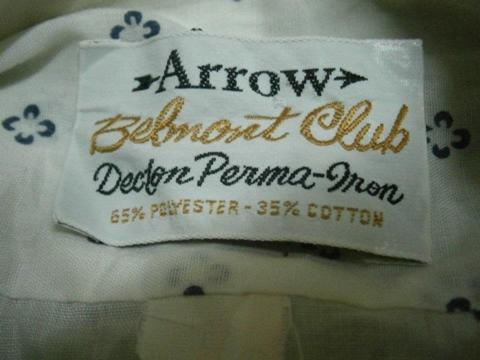 Arrow
Belmont Club
Decton Perma-Iron
65% POLYESTER - 35% COTTON